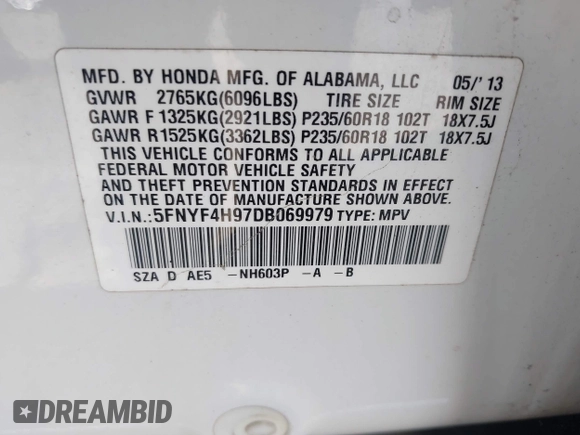 MFD. BY HONDA MFG. OF ALABAMA, LLC 05/'13
GVWR 2765KG(6096LBS) TIRE SIZE RIM SIZE
GAWR F 1325KG(2921LBS) P235/60R18 102T 18X7.5J
GAWR R 1525KG(3362LBS) P235/60R18 102T 18X7.5J
THIS VEHICLE CONFORMS TO ALL APPLICABLE
FEDERAL MOTOR VEHICLE SAFETY
AND THEFT PREVENTION STANDARDS IN EFFECT
ON THE DATE OF MANUFACTURE SHOWN ABOVE.
V.I.N.:5FNYF4H97DB069979 TYPE: MPV
SZA D AE5 -NH603P -A -B
DREAMBID